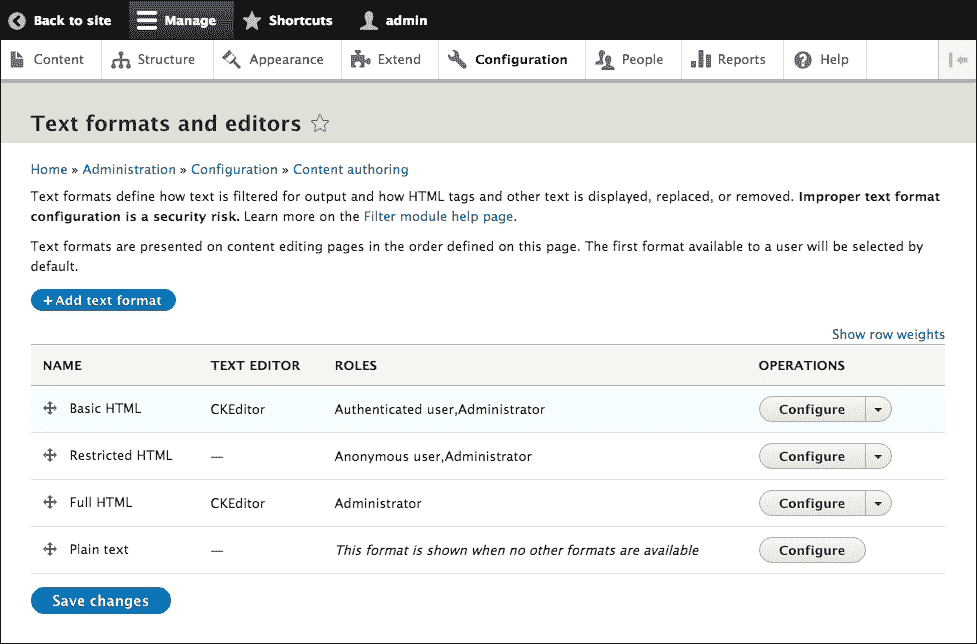 Back to site Manage Shortcuts admin
Content Structure Appearance Extend Configuration People Reports Help
Text formats and editors
Home » Administration » Configuration » Content authoring
Text formats define how text is filtered for output and how HTML tags and other text is displayed, replaced, or removed. Improper text format
configuration is a security risk. Learn more on the Filter module help page.
Text formats are presented on content editing pages in the order defined on this page. The first format available to a user will be selected by
default.
+ Add text format
Show row weights
NAME TEXT EDITOR ROLES OPERATIONS
Basic HTML CKEditor Authenticated user,Administrator Configure
Restricted HTML — Anonymous user,Administrator Configure
Full HTML CKEditor Administrator Configure
Plain text — This format is shown when no other formats are available Configure
Save changes